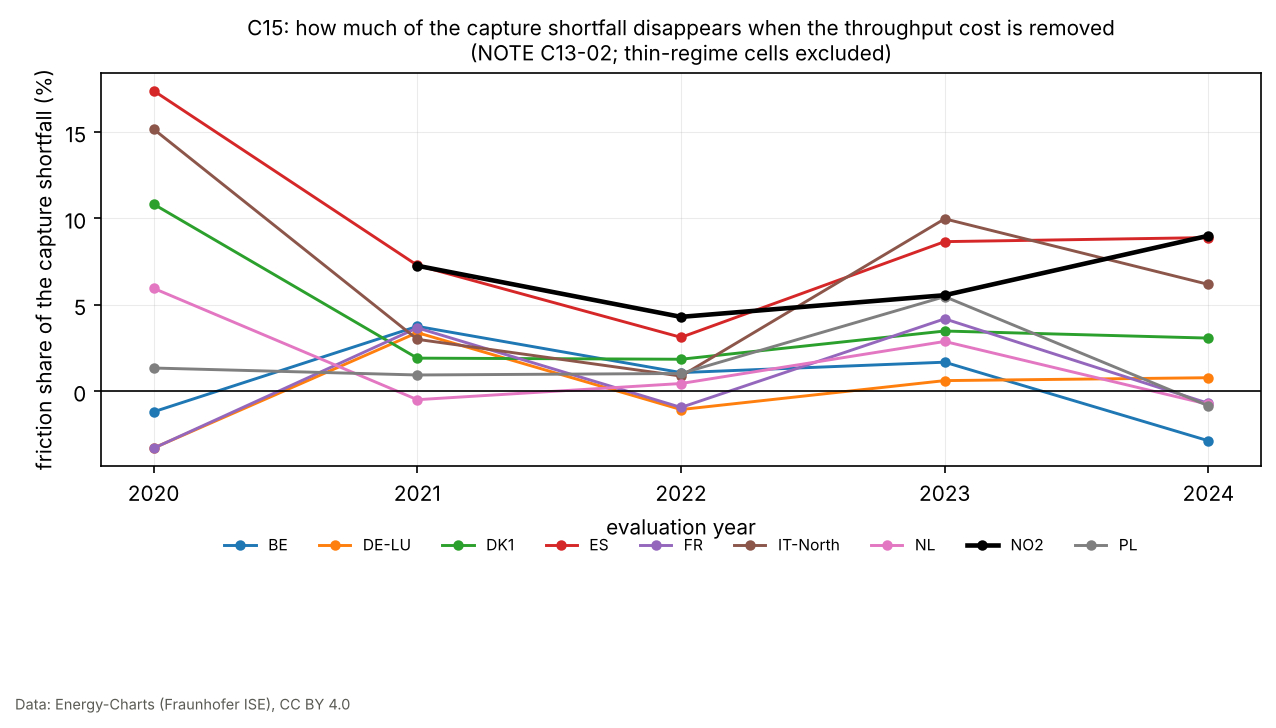 C15: how much of the capture shortfall disappears when the throughput cost is removed
(NOTE C13-02; thin-regime cells excluded)
friction share of the capture shortfall (%)
15
10
5
0
2020 2021 2022 2023 2024
evaluation year
BE DE-LU DK1 ES FR IT-North NL NO2 PL
Data: Energy-Charts (Fraunhofer ISE), CC BY 4.0